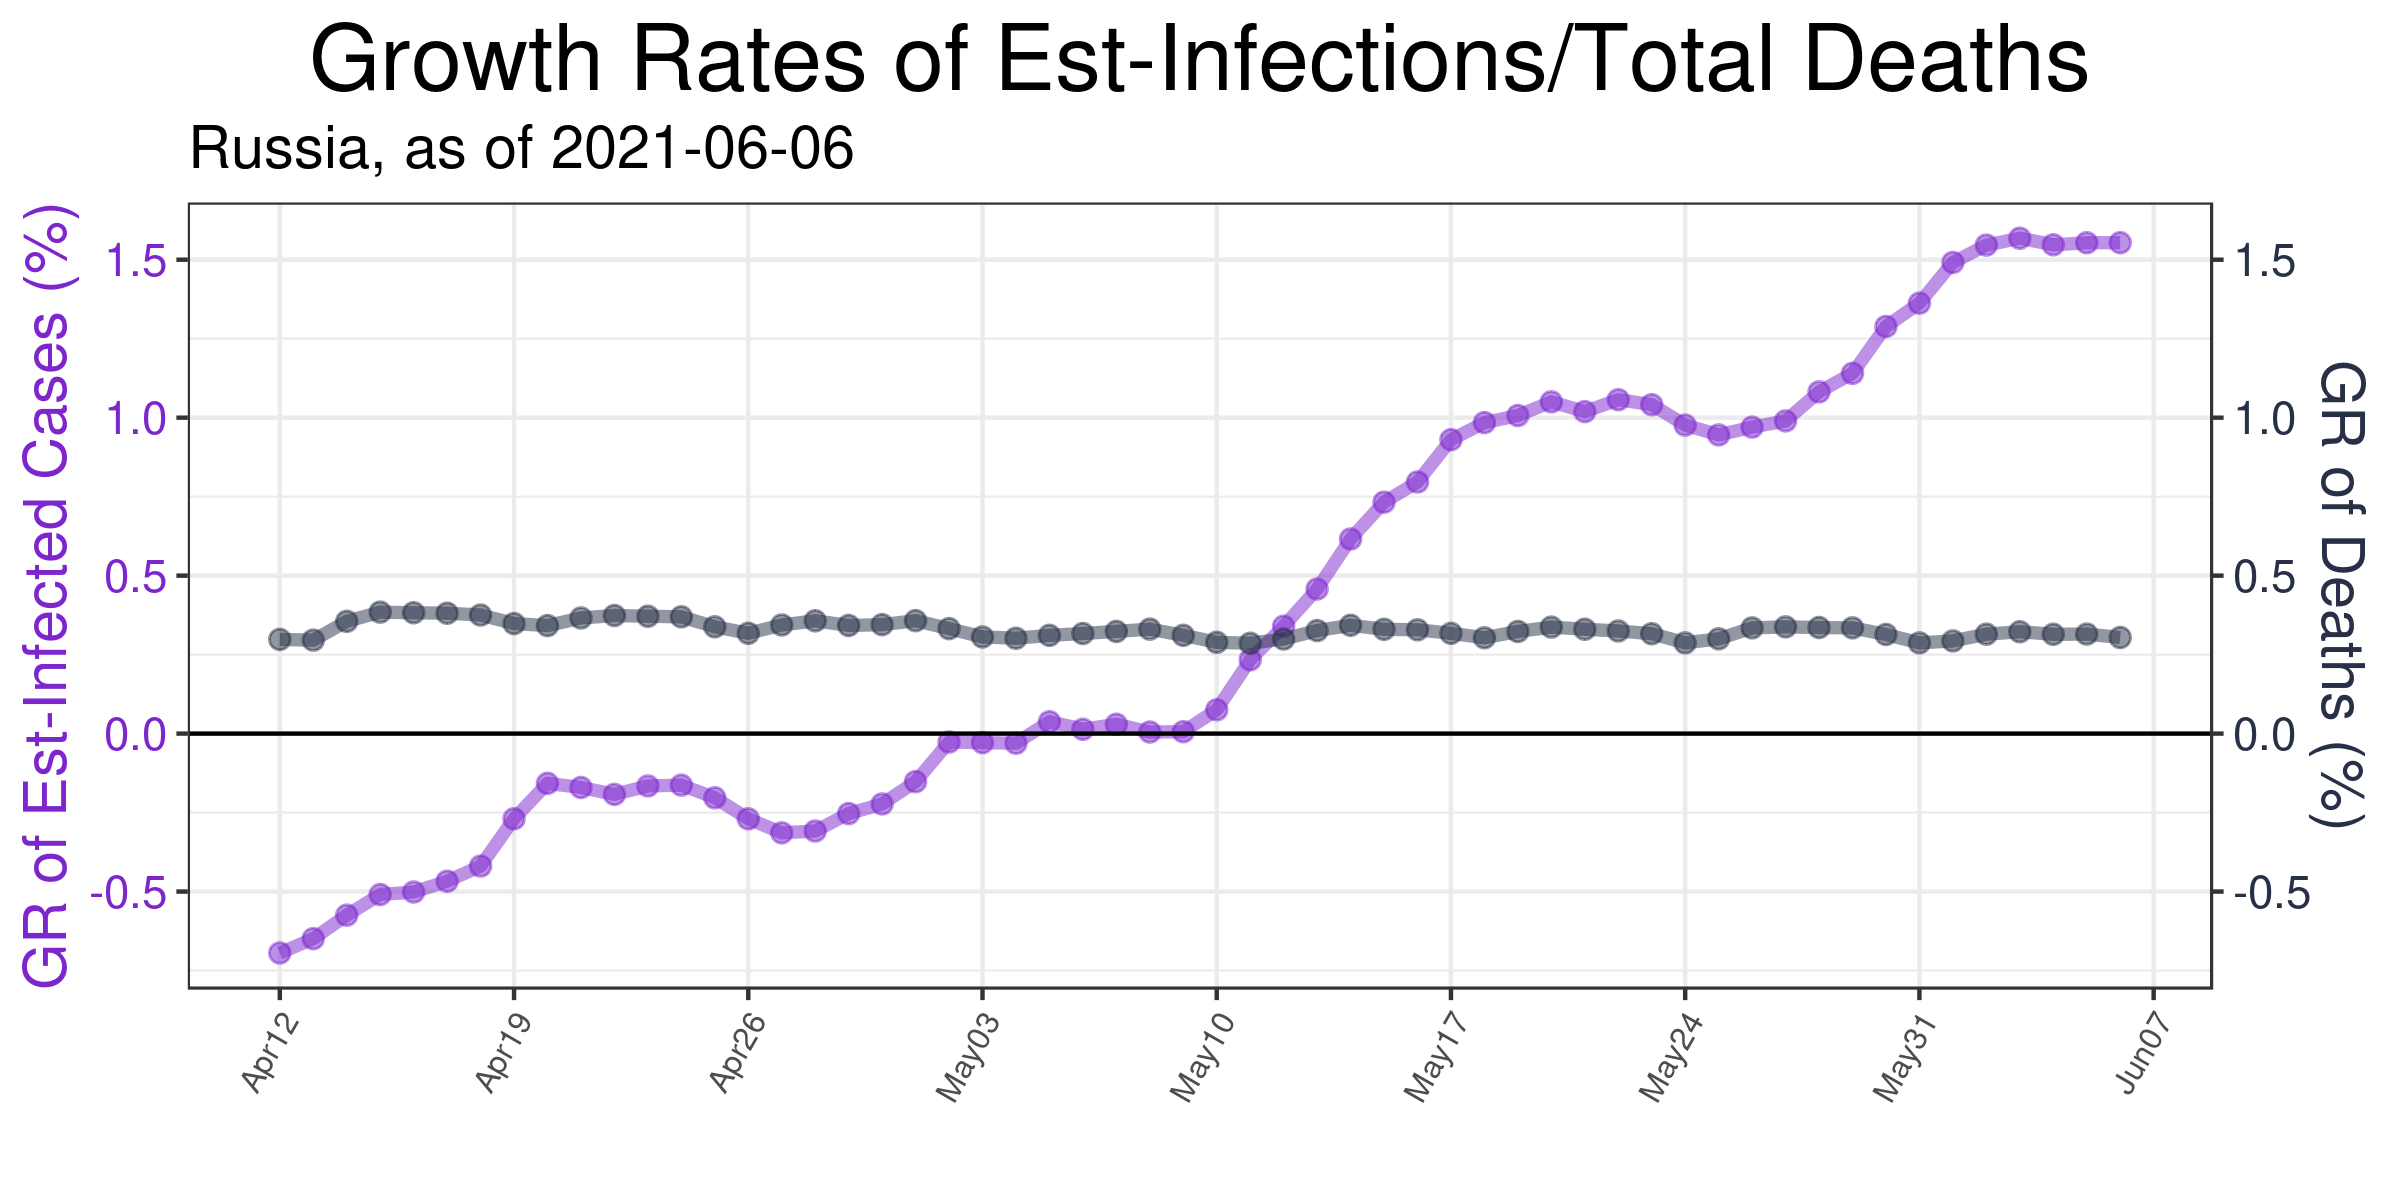 Growth Rates of Est-Infections/Total Deaths
Russia, as of 2021-06-06
GR of Est-Infected Cases (%)
1.5
1.0
0.5
0.0
-0.5
1.5
1.0
0.5
0.0
-0.5
GR of Deaths (%)
Apr12
Apr19
Apr26
May03
May10
May17
May24
May31
Jun07